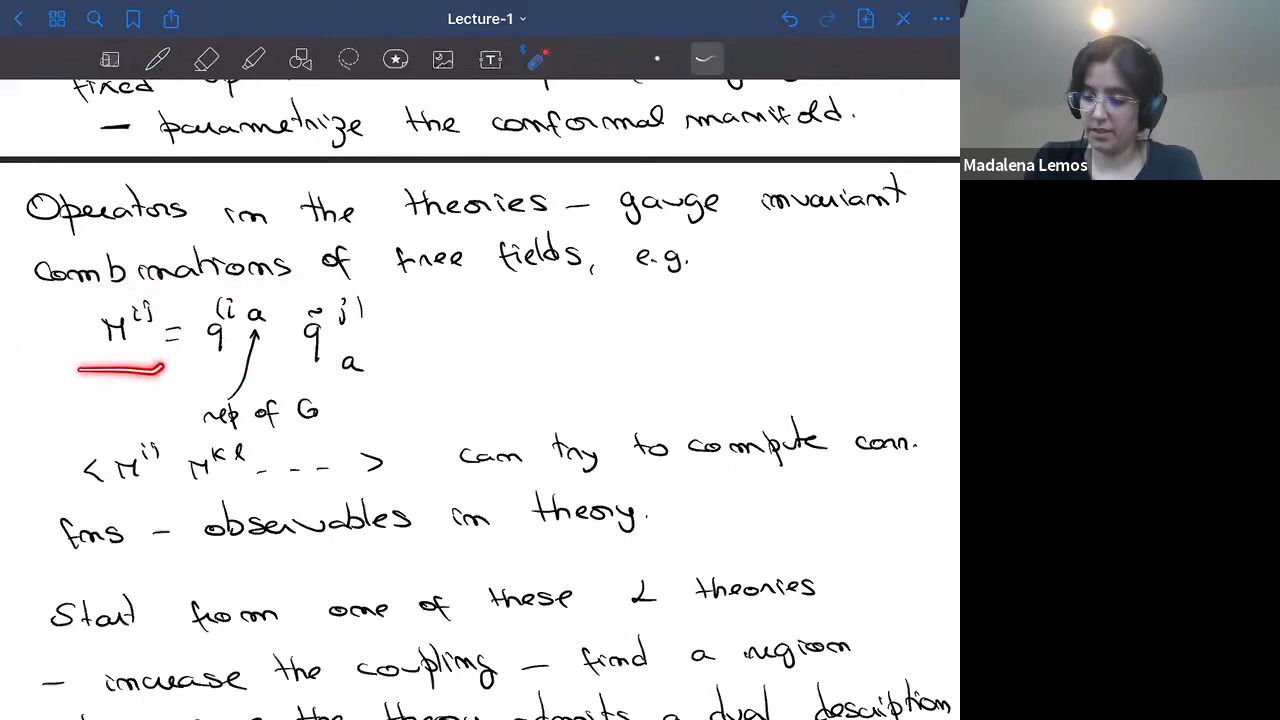 Lecture-1
fixed
– parametrize the conformal manifold.
Madalena Lemos
Operators in the theories – gauge invariant
combinations of free fields, e.g.
M^{ij} = q^{(i a} q̃^{j)}_a
rep of G
< M^{ij} M^{kl} - - - > can try to compute corr.
fns – observables in theory.
Start from one of these L theories
– increase the coupling – find a region
the theory admits a dual description